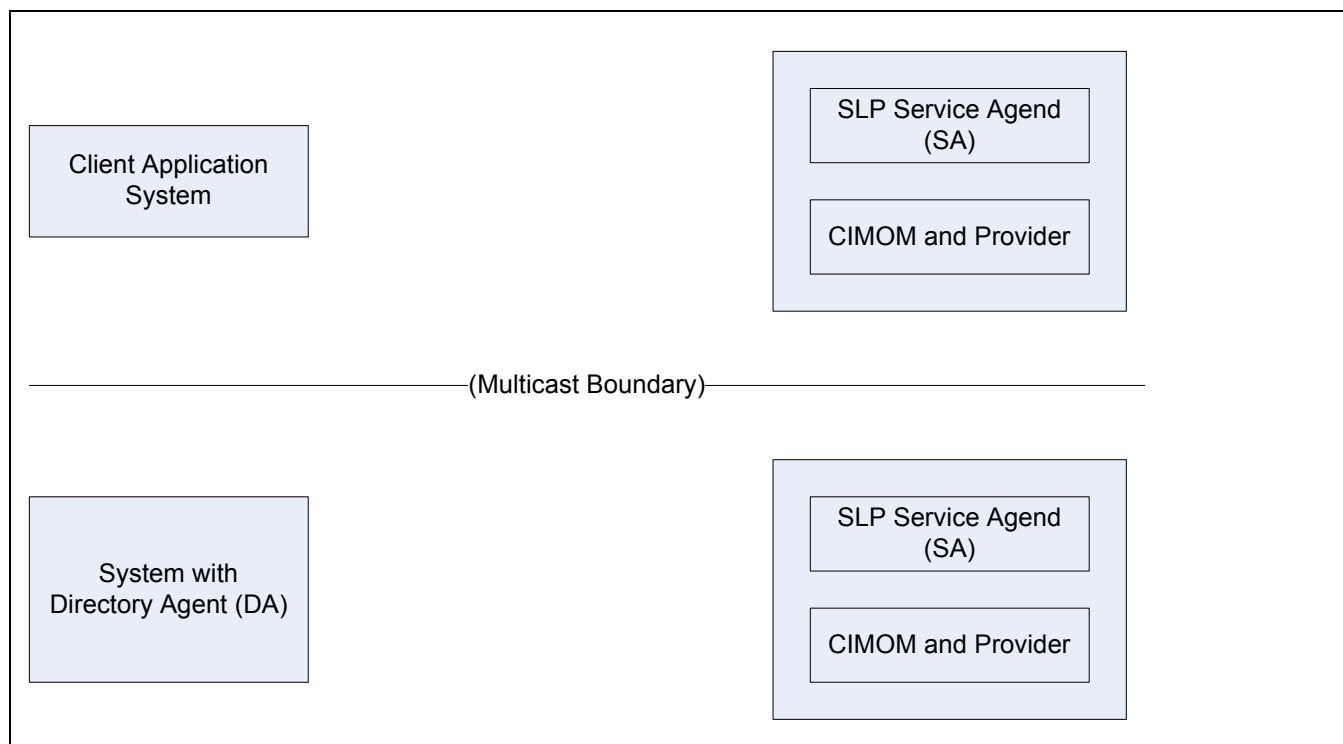 SLP Service Agend
(SA)
Client Application
System
CIMOM and Provider
(Multicast Boundary)
SLP Service Agend
(SA)
System with
Directory Agent (DA)
CIMOM and Provider